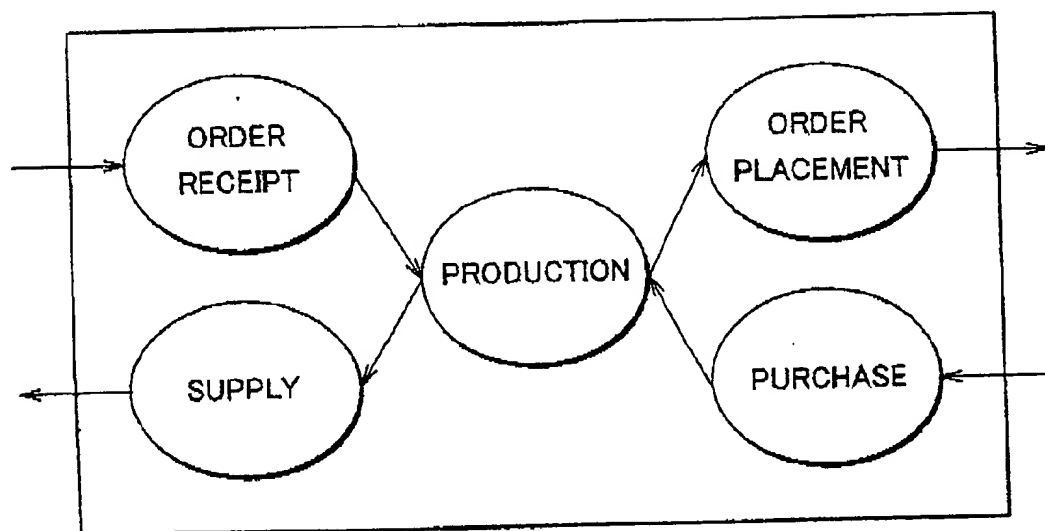 ORDER
RECEIPT
ORDER
PLACEMENT
PRODUCTION
SUPPLY
PURCHASE